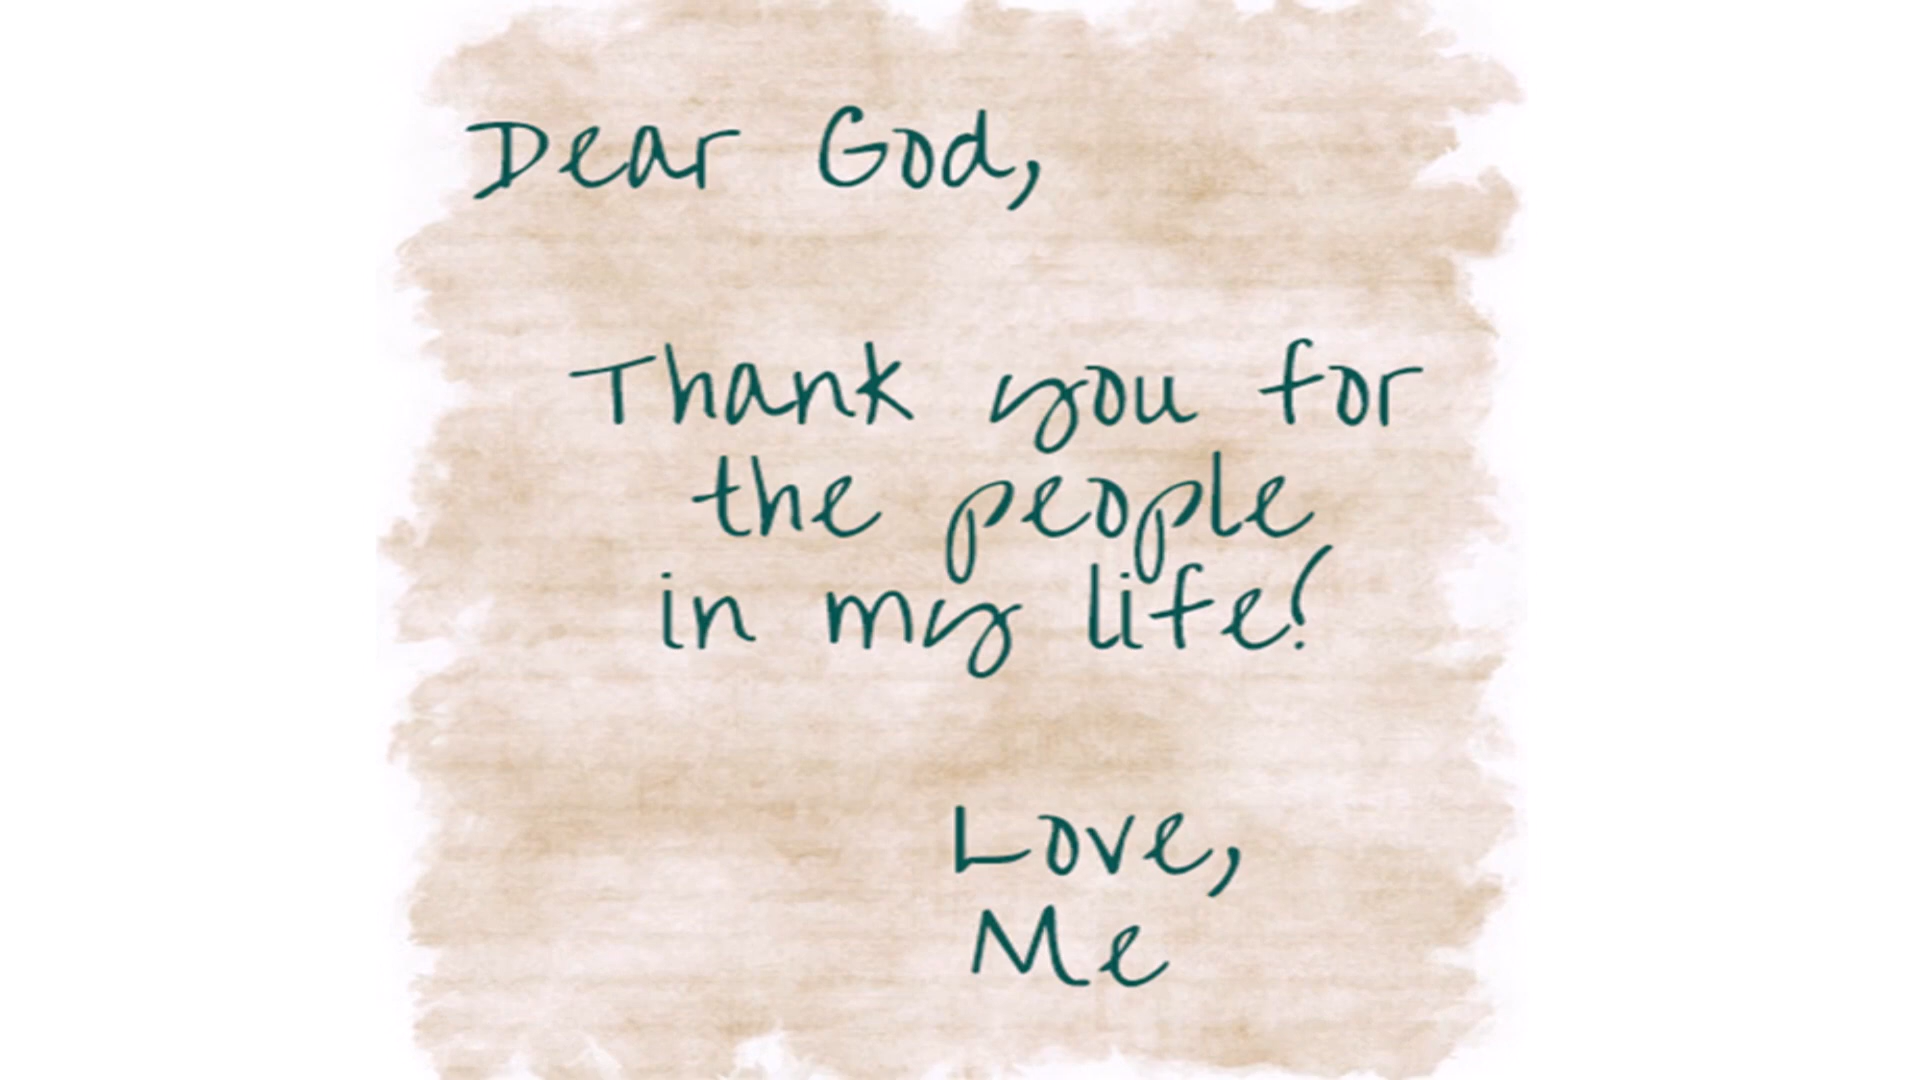 Dear God,
Thank you for
the people
in my life!
Love,
Me